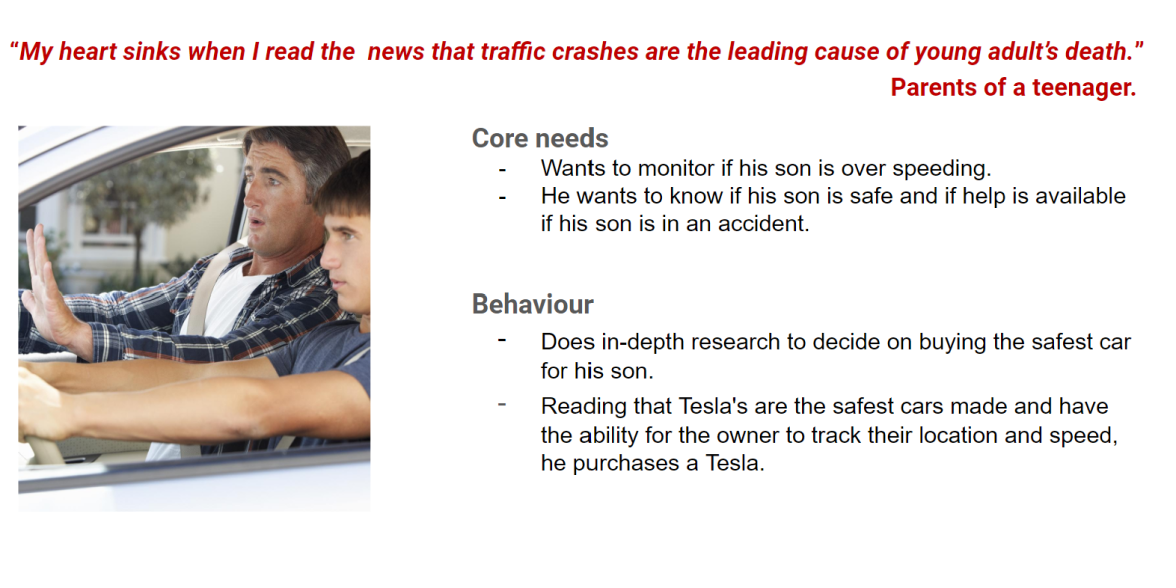 “My heart sinks when I read the  news that traffic crashes are the leading cause of young adult’s death.”
Parents of a teenager.
Core needs
- Wants to monitor if his son is over speeding.
- He wants to know if his son is safe and if help is available
if his son is in an accident.
Behaviour
- Does in-depth research to decide on buying the safest car
for his son.
- Reading that Tesla's are the safest cars made and have
the ability for the owner to track their location and speed,
he purchases a Tesla.